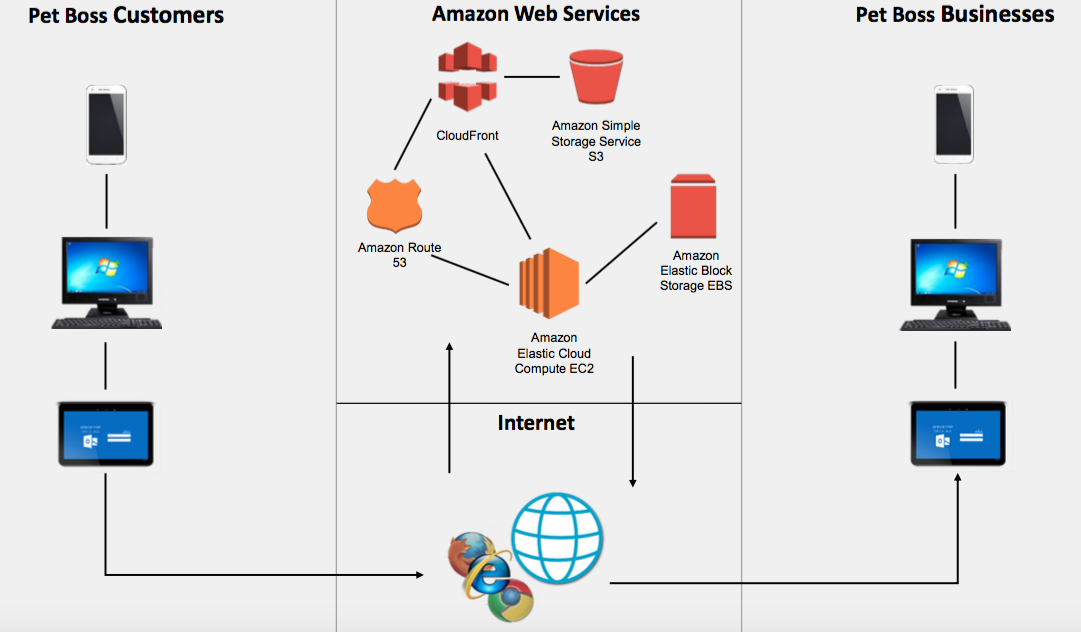 Pet Boss Customers
Amazon Web Services
Pet Boss Businesses
CloudFront
Amazon Simple
Storage Service
S3
Amazon Route
53
Amazon
Elastic Block
Storage EBS
Amazon
Elastic Cloud
Compute EC2
Internet